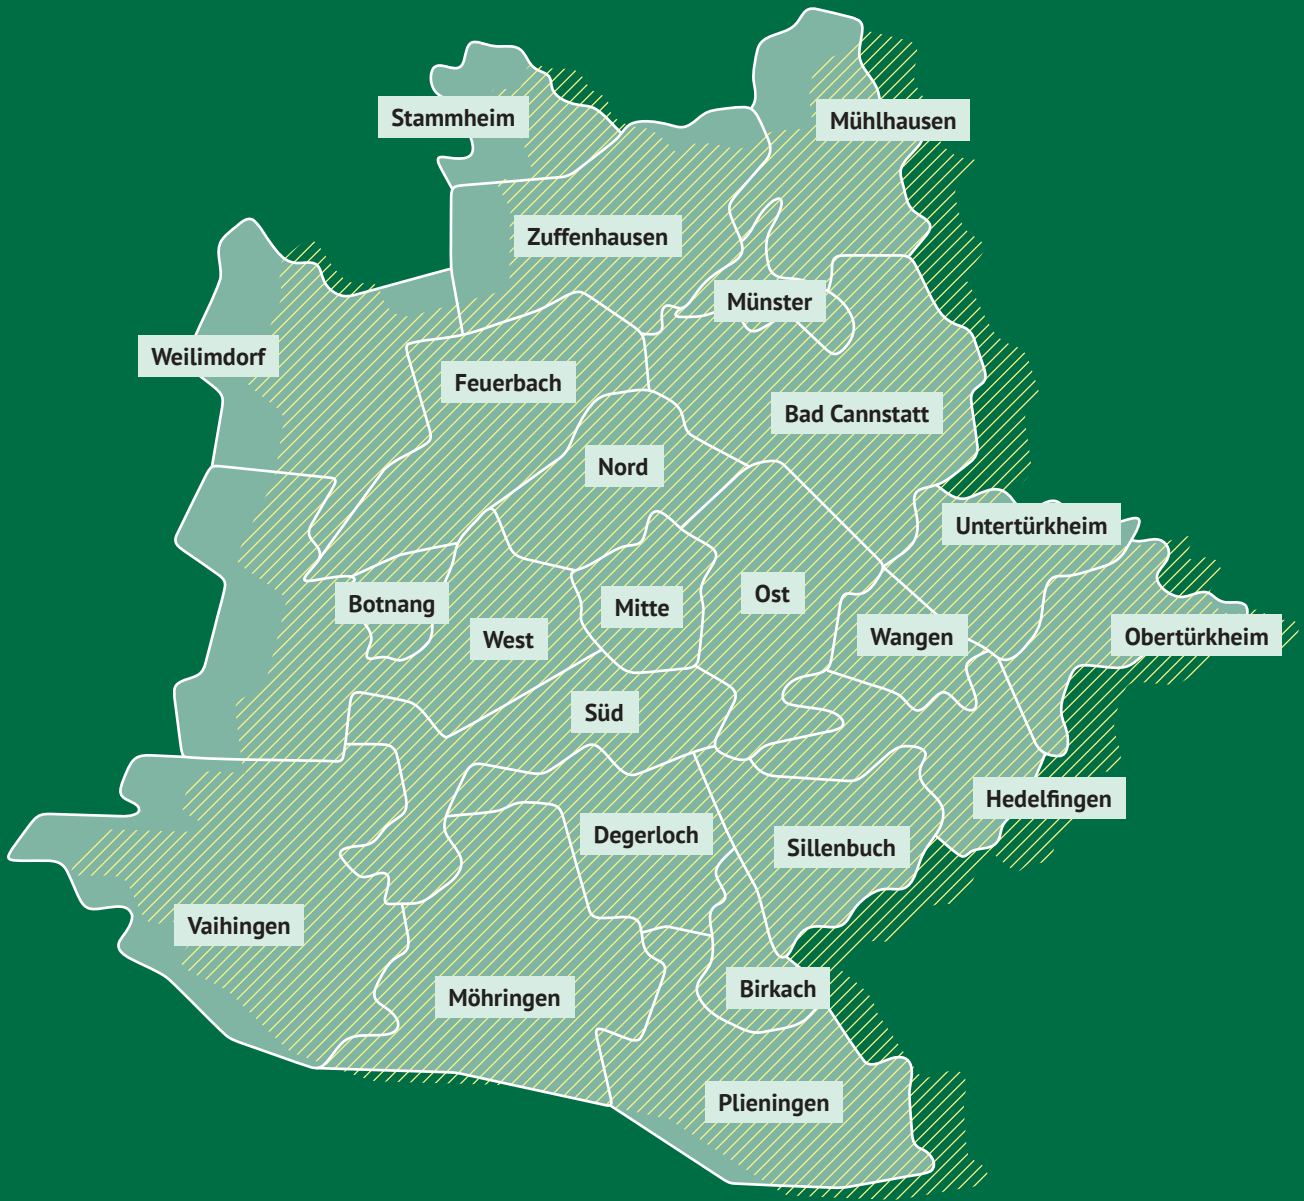 Stammheim
Mühlhausen
Zuffenhausen
Münster
Weilimdorf
Feuerbach
Bad Cannstatt
Nord
Untertürkheim
Ost
Botnang
Mitte
West
Wangen
Obertürkheim
Süd
Hedelfingen
Degerloch
Sillenbuch
Vaihingen
Birkach
Möhringen
Plieningen